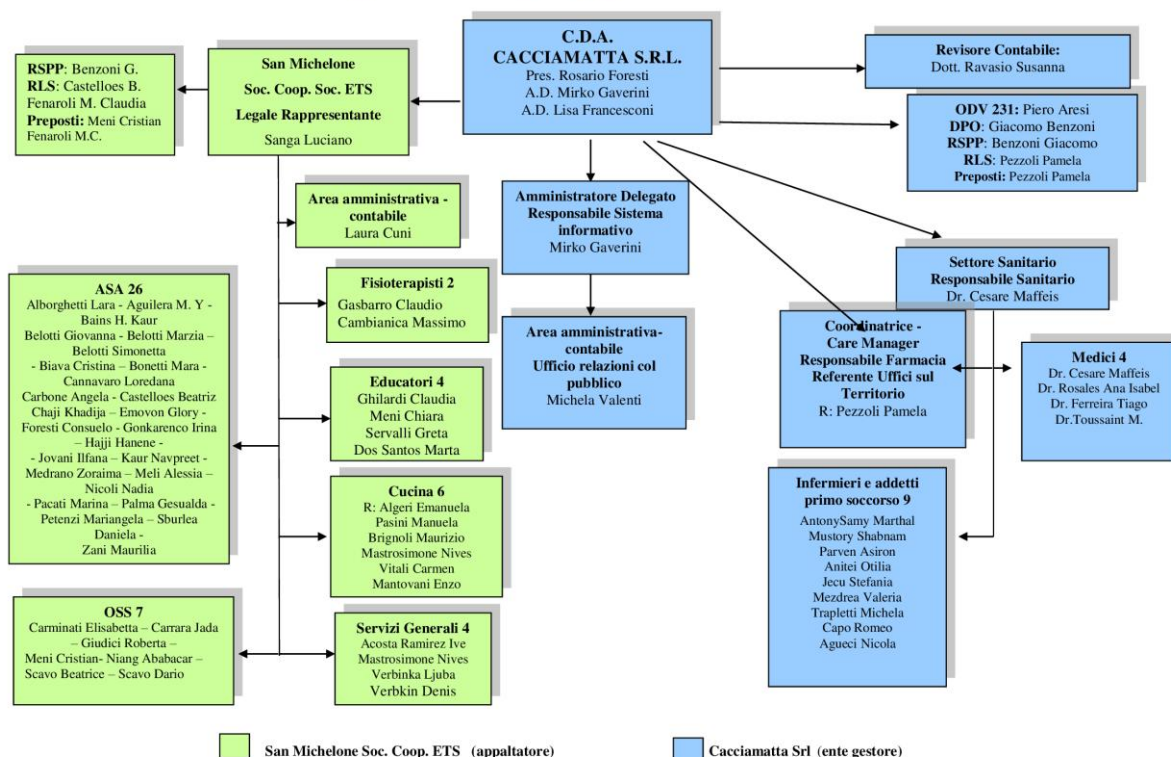 RSPP: Benzoni G.
RLS: Castelloes B.
Fenaroli M. Claudia
Preposti: Meni Cristian
Fenaroli M.C.
San Michelone
Soc. Coop. Soc. ETS
Legale Rappresentante
Sanga Luciano
C.D.A.
CACCIAMATTA S.R.L.
Pres. Rosario Foresti
A.D. Mirko Gaverini
A.D. Lisa Francesconi
Revisore Contabile:
Dott. Ravasio Susanna
ODV 231: Piero Aresi
DPO: Giacomo Benzoni
RSPP: Benzoni Giacomo
RLS: Pezzoli Pamela
Preposti: Pezzoli Pamela
Area amministrativa -
contabile
Laura Cuni
Amministratore Delegato
Responsabile Sistema
informativo
Mirko Gaverini
Settore Sanitario
Responsabile Sanitario
Dr. Cesare Maffeis
ASA 26
Alborghetti Lara - Aguilera M. Y -
Bains H. Kaur
Belotti Giovanna - Belotti Marzia –
Belotti Simonetta
- Biava Cristina – Bonetti Mara -
Cannavaro Loredana
Carbone Angela - Castelloes Beatriz
Chaji Khadija – Emovon Glory -
Foresti Consuelo - Gonkarenco Irina
– Hajji Hanene -
- Jovani Ilfana – Kaur Navpreet -
Medrano Zoraima – Meli Alessia –
Nicoli Nadia
- Pacati Marina – Palma Gesualda -
Petenzi Mariangela – Sburlea
Daniela -
Zani Maurilia
Fisioterapisti 2
Gasbarro Claudio
Cambianica Massimo
Area amministrativa-
contabile
Ufficio relazioni col
pubblico
Michela Valenti
Coordinatrice -
Care Manager
Responsabile Farmacia
Referente Uffici sul
Territorio
R: Pezzoli Pamela
Medici 4
Dr. Cesare Maffeis
Dr. Rosales Ana Isabel
Dr. Ferreira Tiago
Dr.Toussaint M.
Educatori 4
Ghilardi Claudia
Meni Chiara
Servalli Greta
Dos Santos Marta
Cucina 6
R: Algeri Emanuela
Pasini Manuela
Brignoli Maurizio
Mastrosimone Nives
Vitali Carmen
Mantovani Enzo
Infermieri e addetti
primo soccorso 9
AntonySamy Marthal
Mustory Shabnam
Parven Asiron
Anitei Otilia
Jecu Stefania
Mezdrea Valeria
Trapletti Michela
Capo Romeo
Agueci Nicola
OSS 7
Carminati Elisabetta – Carrara Jada
– Giudici Roberta –
Meni Cristian- Niang Ababacar –
Scavo Beatrice – Scavo Dario
Servizi Generali 4
Acosta Ramirez Ive
Mastrosimone Nives
Verbinka Ljuba
Verbkin Denis
San Michelone Soc. Coop. ETS (appaltatore)
Cacciamatta Srl (ente gestore)